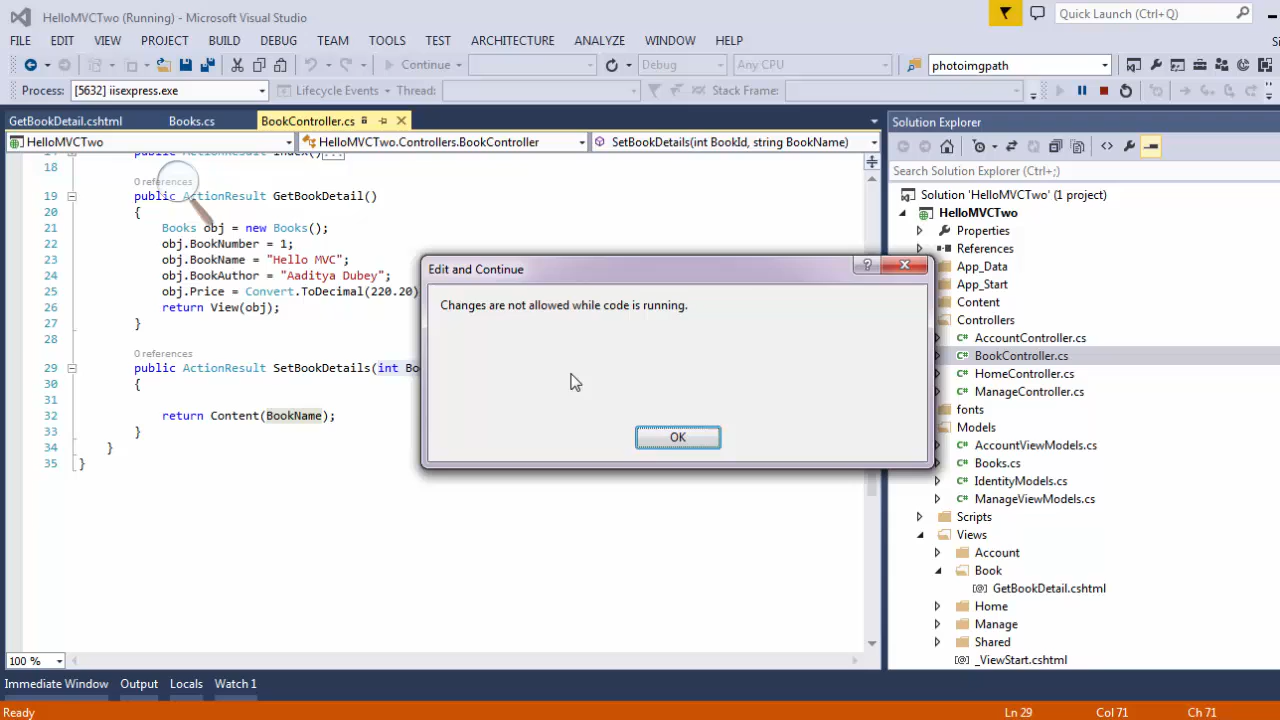 HelloMVCTwo (Running) - Microsoft Visual Studio
Quick Launch (Ctrl+Q)
FILE EDIT VIEW PROJECT BUILD DEBUG TEAM TOOLS TEST ARCHITECTURE ANALYZE WINDOW HELP
Si
Continue Debug Any CPU photoimgpath
Process: [5632] iisexpress.exe Lifecycle Events Thread: Stack Frame:
GetBookDetail.cshtml Books.cs BookController.cs
HelloMVCTwo HelloMVCTwo.Controllers.BookController SetBookDetails(int BookId, string BookName)
17 public ActionResult Index()...
18
0 references
19 public ActionResult GetBookDetail()
20 {
21 Books obj = new Books();
22 obj.BookNumber = 1;
23 obj.BookName = "Hello MVC";
24 obj.BookAuthor = "Aaditya Dubey";
25 obj.Price = Convert.ToDecimal(220.20)
26 return View(obj);
27 }
28
0 references
29 public ActionResult SetBookDetails(int Bo
30 {
31
32 return Content(BookName);
33 }
34 }
35 }
100 %
Edit and Continue
?
Changes are not allowed while code is running.
OK
Solution Explorer
Search Solution Explorer (Ctrl+;)
Solution 'HelloMVCTwo' (1 project)
HelloMVCTwo
Properties
References
App_Data
App_Start
Content
Controllers
C# AccountController.cs
C# BookController.cs
C# HomeController.cs
C# ManageController.cs
fonts
Models
C# AccountViewModels.cs
C# Books.cs
C# IdentityModels.cs
C# ManageViewModels.cs
Scripts
Views
Account
Book
[@] GetBookDetail.cshtml
Home
Manage
Shared
[@] _ViewStart.cshtml
Immediate Window Output Locals Watch 1
Ready Ln 29 Col 71 Ch 71